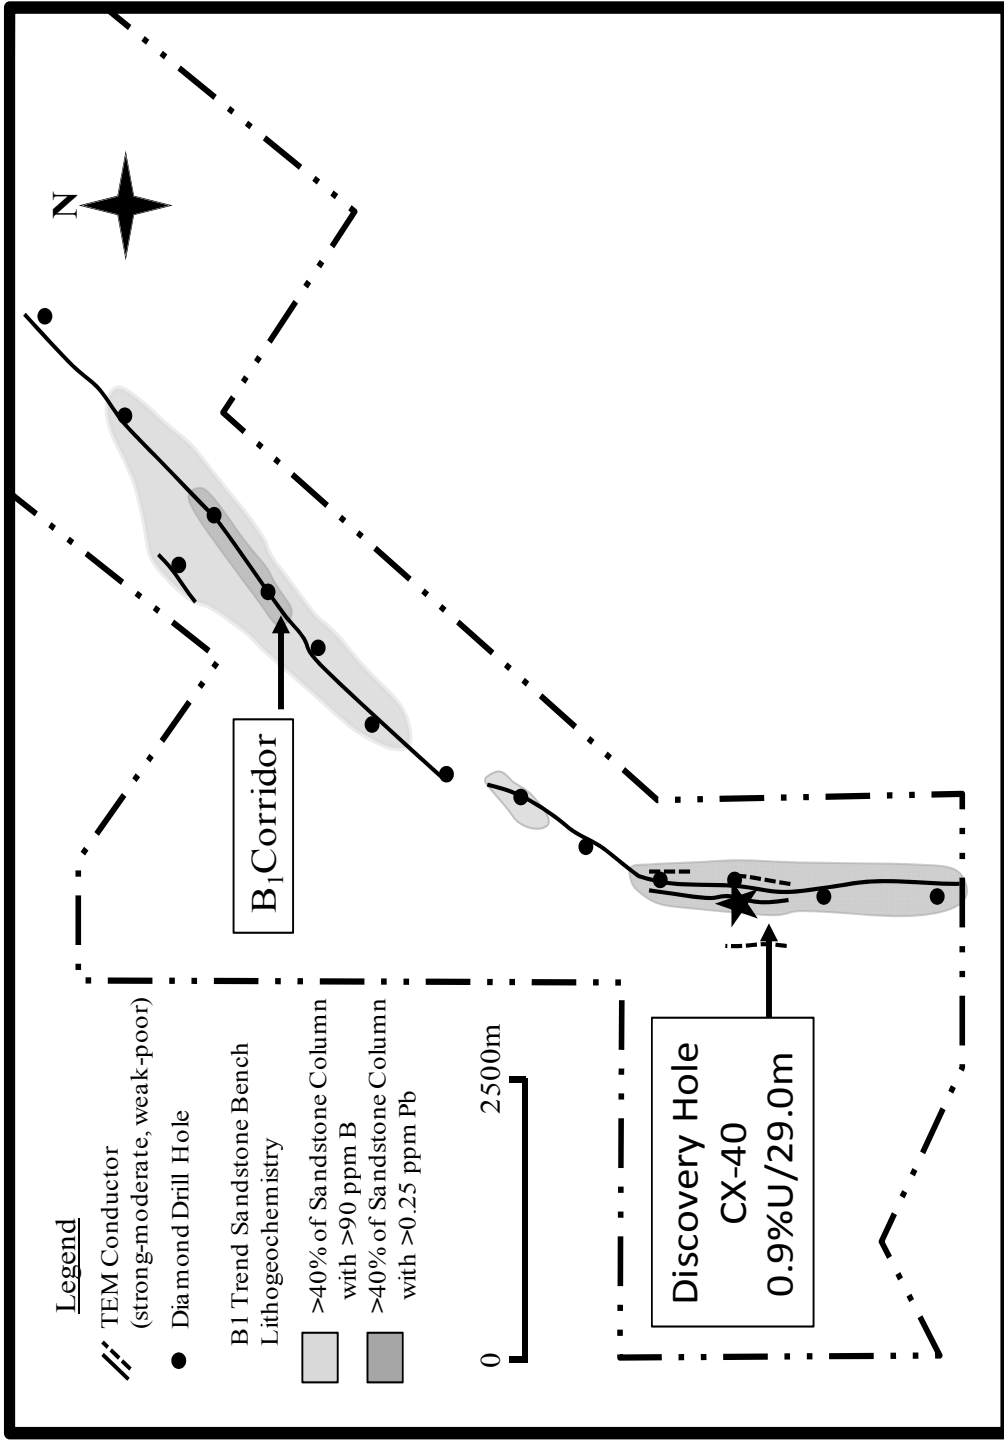 Legend
TEM Conductor
(strong-moderate, weak-poor)
Diamond Drill Hole
B1 Trend Sandstone Bench
Lithogeochemistry
>40% of Sandstone Column
with >90 ppm B
>40% of Sandstone Column
with >0.25 ppm Pb
0 2500m
Discovery Hole
CX-40
0.9%U/29.0m
B₁Corridor
N